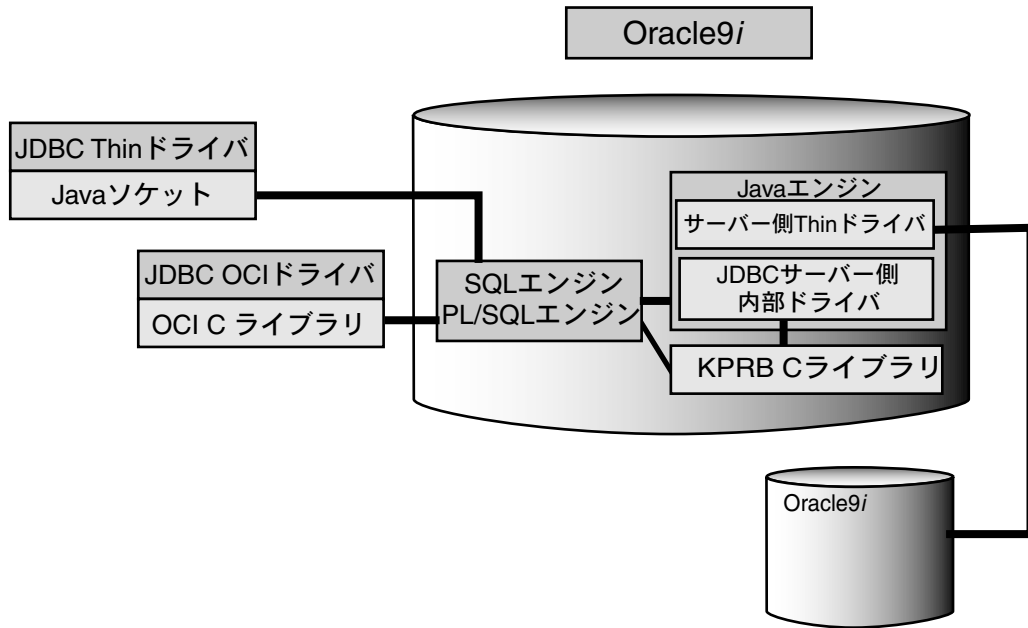 Oracle9i
JDBC Thinドライバ
Javaソケット
JDBC OCIドライバ
OCI C ライブラリ
SQLエンジン
PL/SQLエンジン
Javaエンジン
サーバー側Thinドライバ
JDBCサーバー側
内部ドライバ
KPRB Cライブラリ
Oracle9i